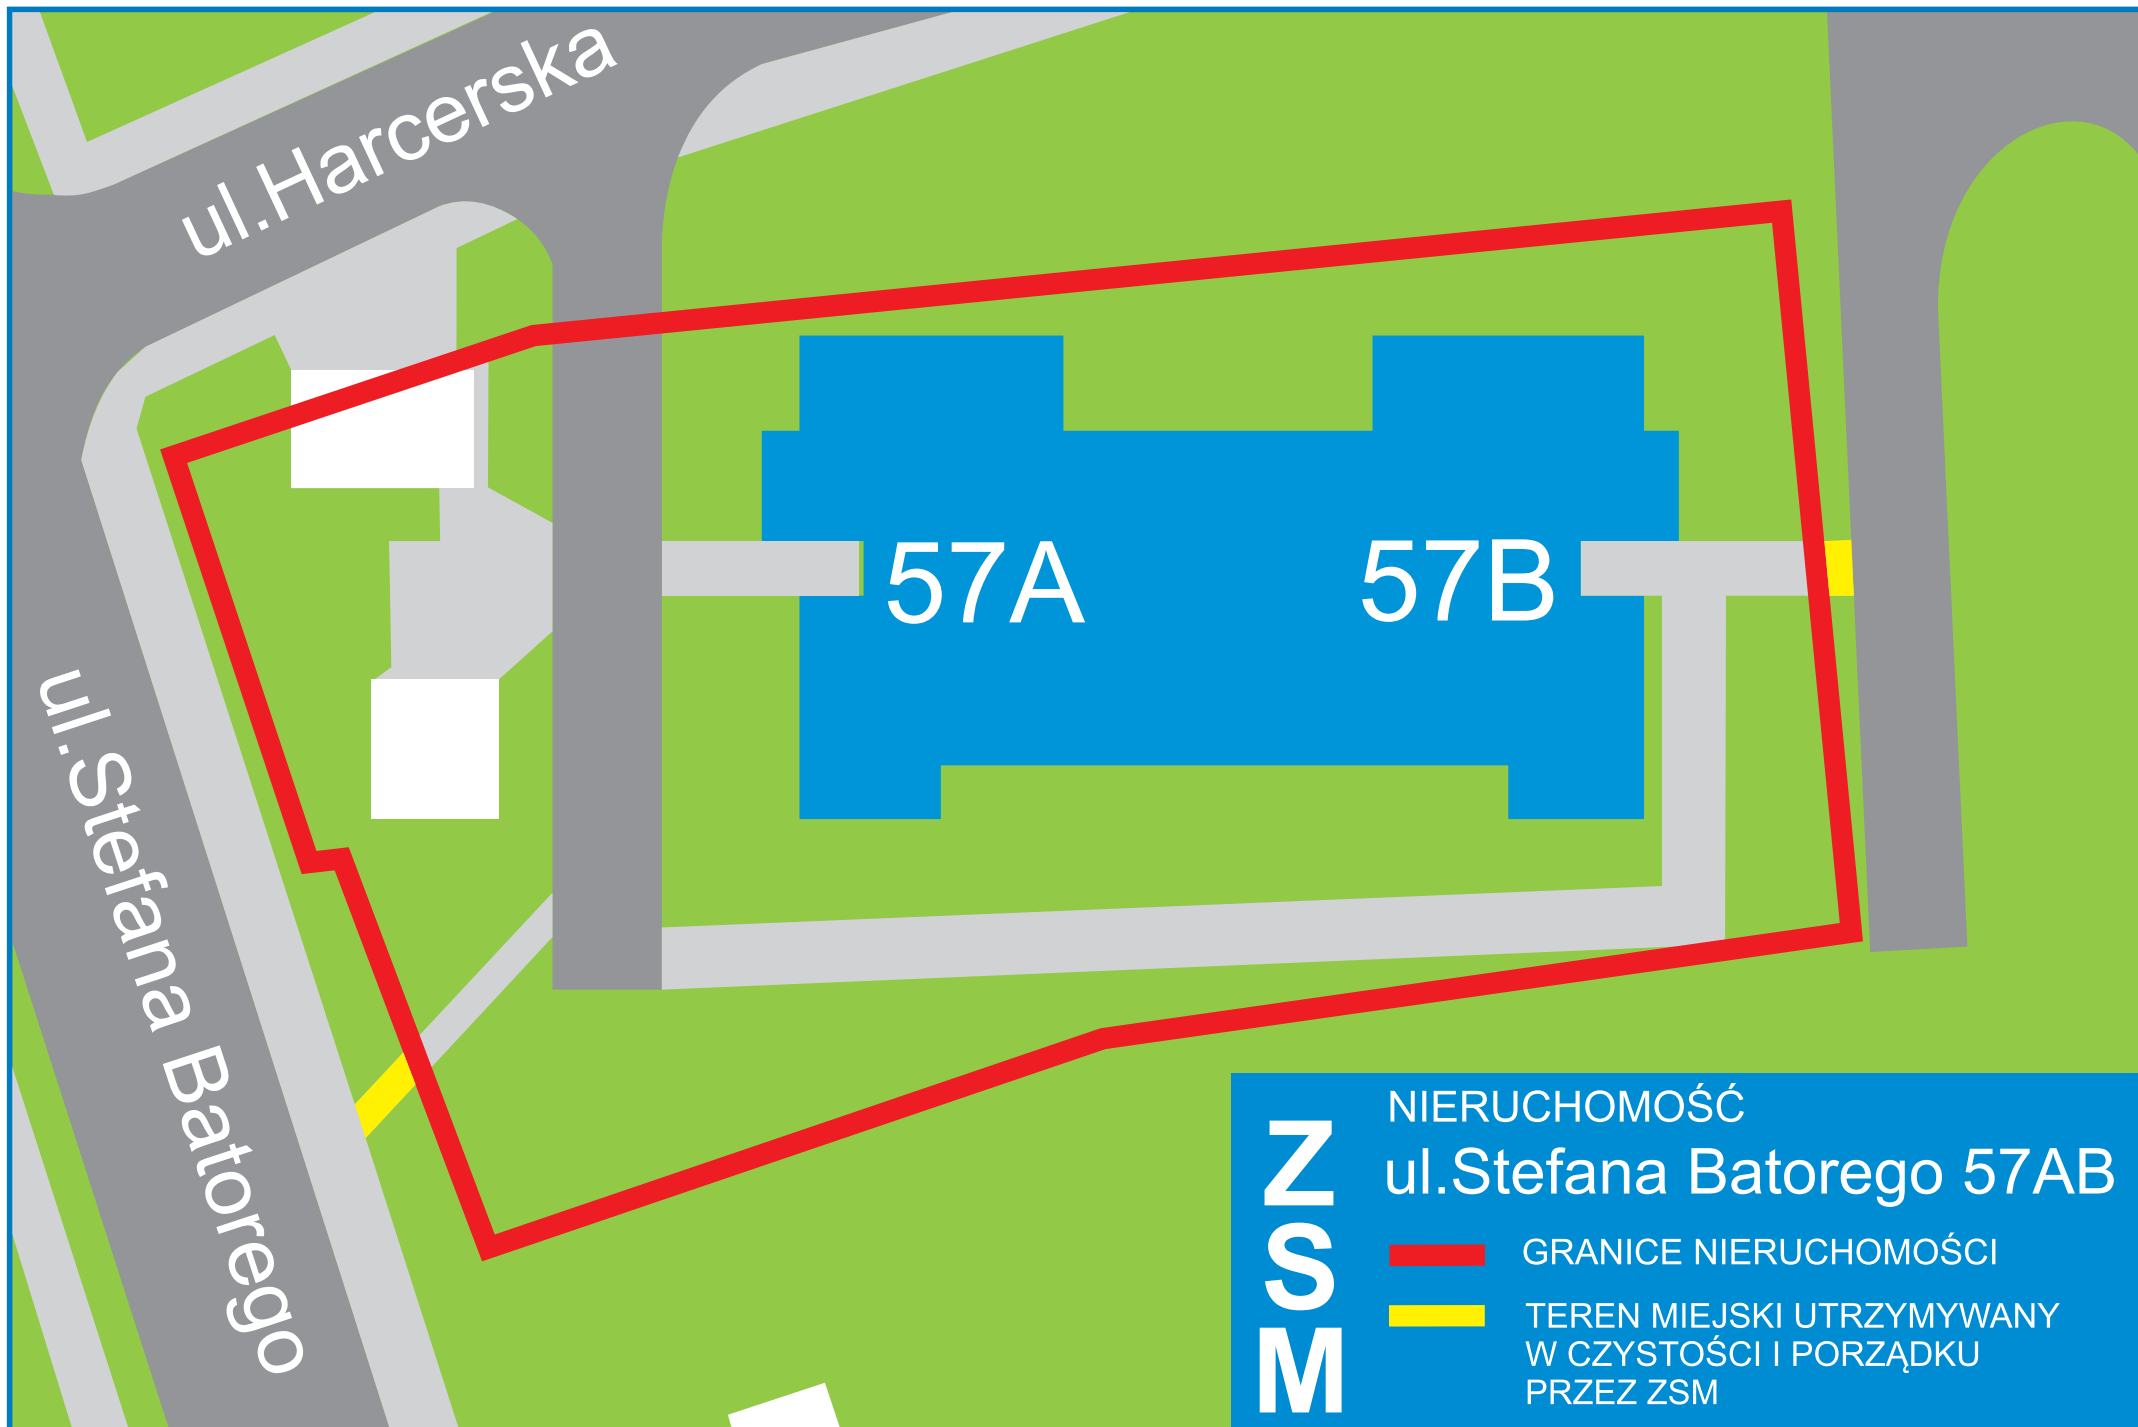 ul.Harcerska
57A
57B
ul.Stefana Batorego
ZSM
NIERUCHOMOŚĆ
ul.Stefana Batorego 57AB
GRANICE NIERUCHOMOŚCI
TEREN MIEJSKI UTRZYMYWANY
W CZYSTOŚCI I PORZĄDKU
PRZEZ ZSM